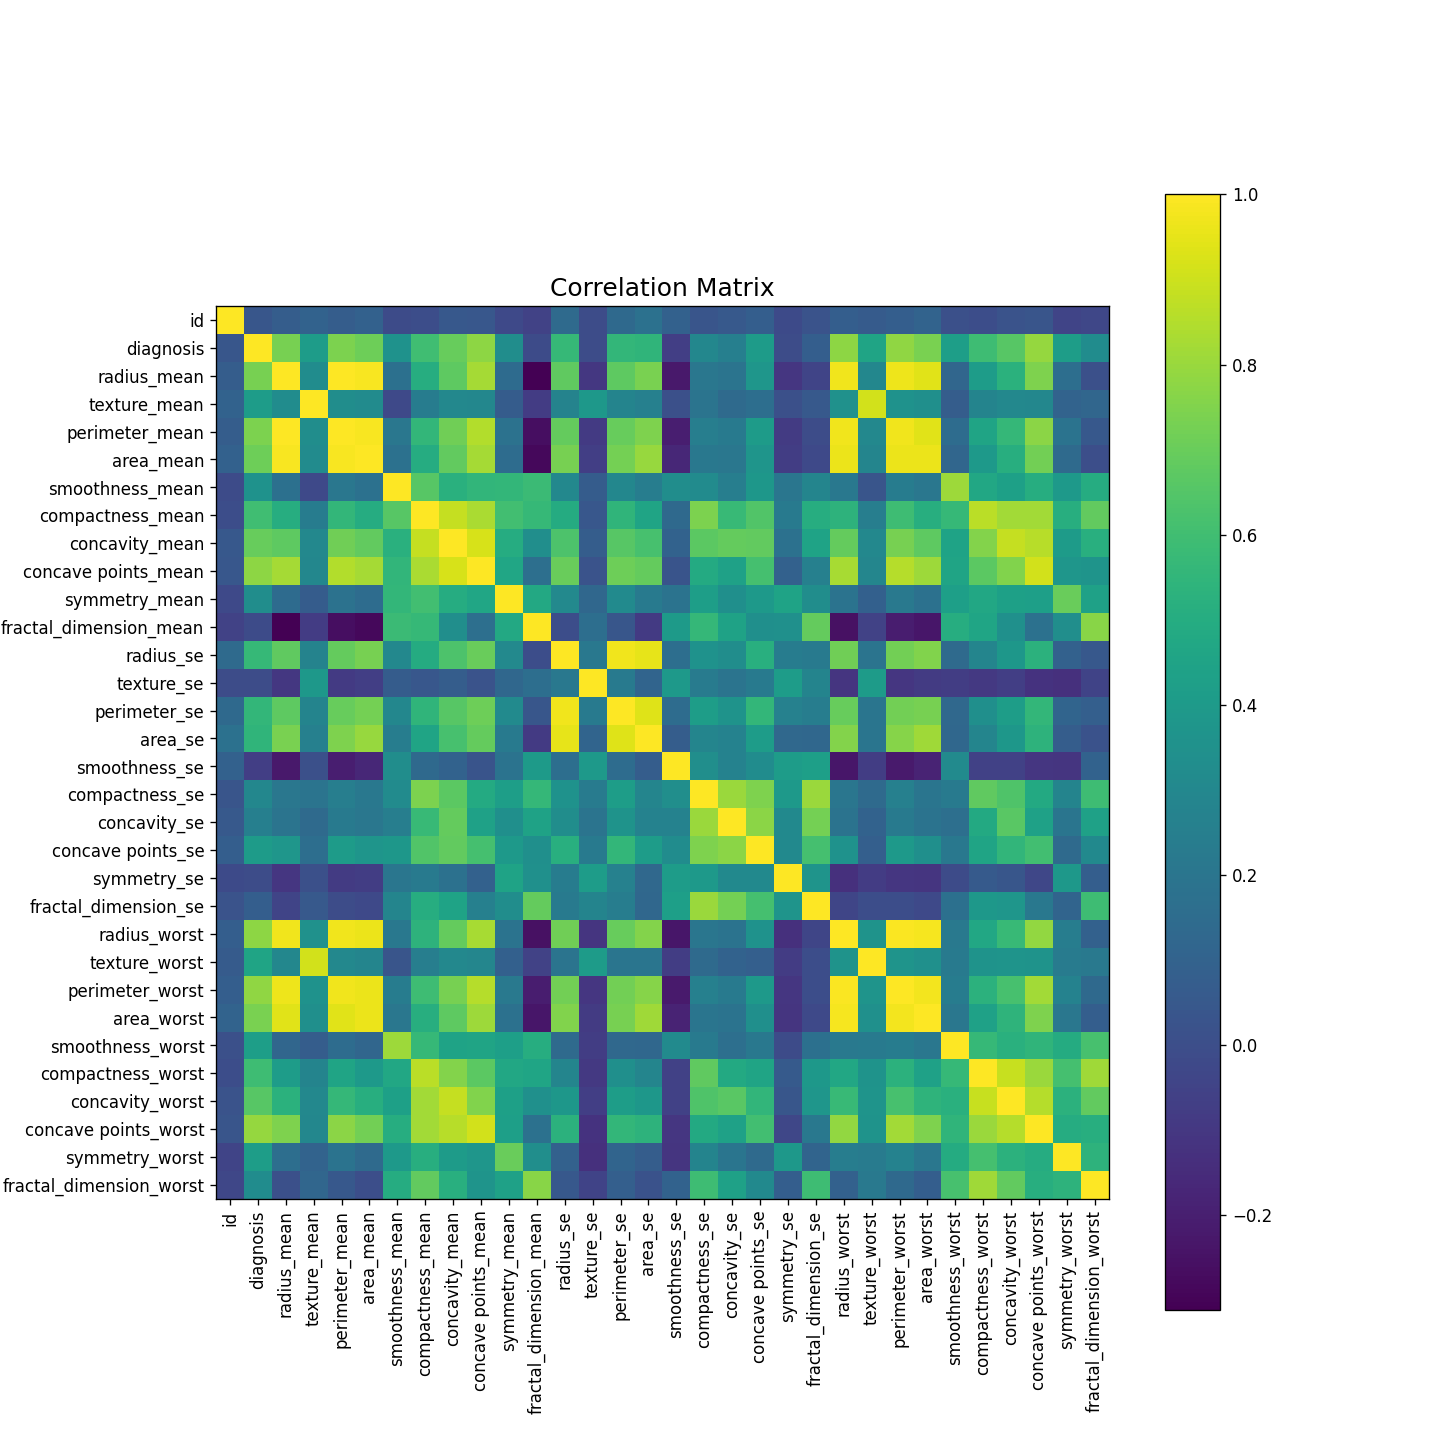 Correlation Matrix
id
diagnosis
radius_mean
texture_mean
perimeter_mean
area_mean
smoothness_mean
compactness_mean
concavity_mean
concave points_mean
symmetry_mean
fractal_dimension_mean
radius_se
texture_se
perimeter_se
area_se
smoothness_se
compactness_se
concavity_se
concave points_se
symmetry_se
fractal_dimension_se
radius_worst
texture_worst
perimeter_worst
area_worst
smoothness_worst
compactness_worst
concavity_worst
concave points_worst
symmetry_worst
fractal_dimension_worst
id
diagnosis
radius_mean
texture_mean
perimeter_mean
area_mean
smoothness_mean
compactness_mean
concavity_mean
concave points_mean
symmetry_mean
fractal_dimension_mean
radius_se
texture_se
perimeter_se
area_se
smoothness_se
compactness_se
concavity_se
concave points_se
symmetry_se
fractal_dimension_se
radius_worst
texture_worst
perimeter_worst
area_worst
smoothness_worst
compactness_worst
concavity_worst
concave points_worst
symmetry_worst
fractal_dimension_worst
1.0
0.8
0.6
0.4
0.2
0.0
−0.2